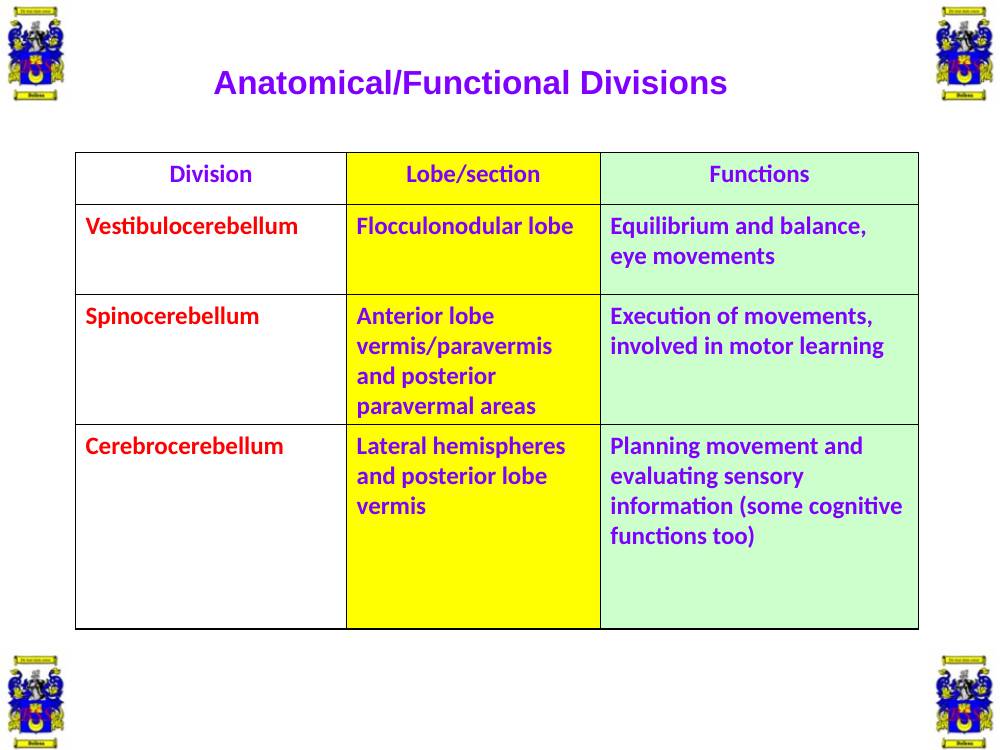 Anatomical/Functional Divisions
Division
Lobe/section
Functions
Vestibulocerebellum
Flocculonodular lobe
Equilibrium and balance,
eye movements
Spinocerebellum
Anterior lobe
vermis/paravermis
and posterior
paravermal areas
Execution of movements,
involved in motor learning
Cerebrocerebellum
Lateral hemispheres
and posterior lobe
vermis
Planning movement and
evaluating sensory
information (some cognitive
functions too)